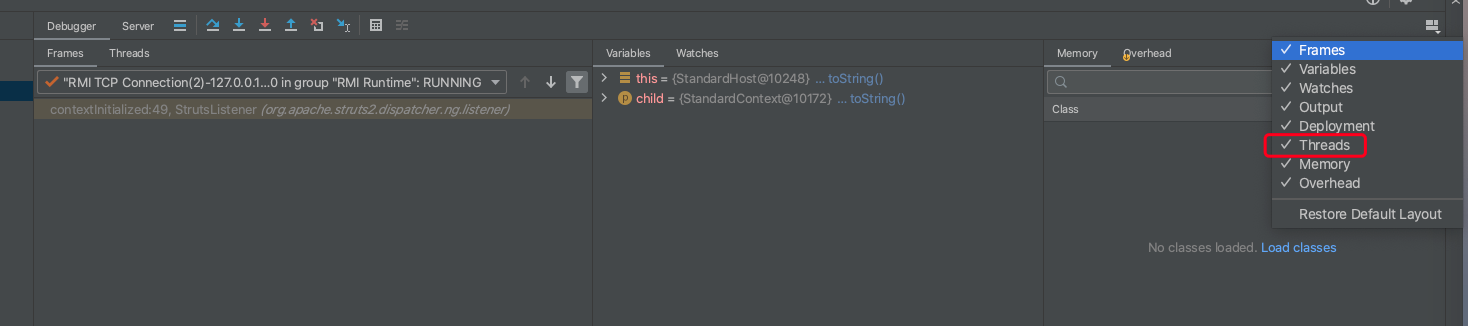 Debugger Server
Frames Threads
"RMI TCP Connection(2)-127.0.0.1...0 in group "RMI Runtime": RUNNING
contextInitialized:49, StrutsListener (org.apache.struts2.dispatcher.ng.listener)
Variables Watches
this = {StandardHost@10248} ... toString()
child = {StandardContext@10172} ... toString()
Memory Overhead
Class
No classes loaded. Load classes
Frames
Variables
Watches
Output
Deployment
Threads
Memory
Overhead
Restore Default Layout